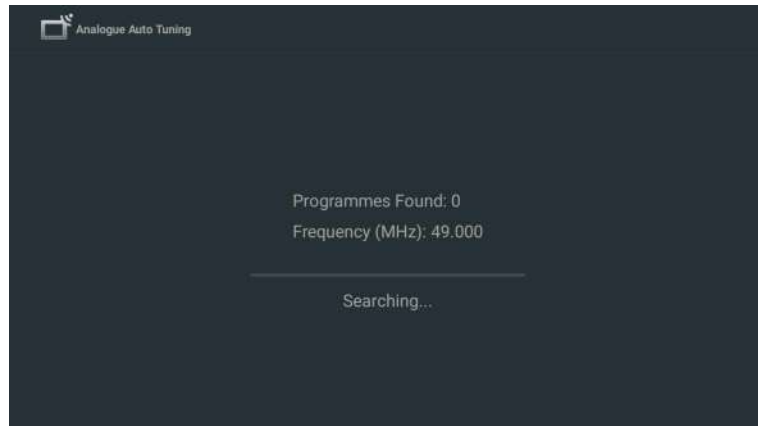 Analogue Auto Tuning
Programmes Found: 0
Frequency (MHz): 49.000
Searching...